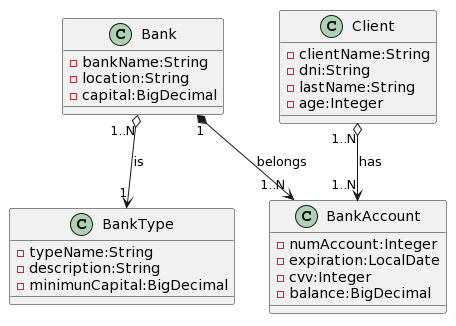 C Bank
bankName:String
location:String
capital:BigDecimal
C Client
clientName:String
dni:String
lastName:String
age:Integer
1..N
1
1..N
is
belongs
has
1
1..N
1..N
C BankType
typeName:String
description:String
minimunCapital:BigDecimal
C BankAccount
numAccount:Integer
expiration:LocalDate
cvv:Integer
balance:BigDecimal